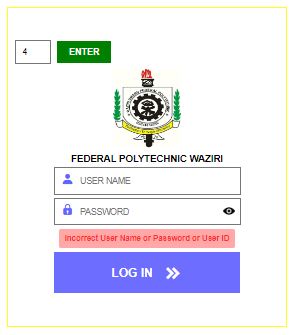 4 ENTER
FEDERAL POLYTECHNIC WAZIRI
USER NAME
PASSWORD
Incorrect User Name or Password or User ID
LOG IN